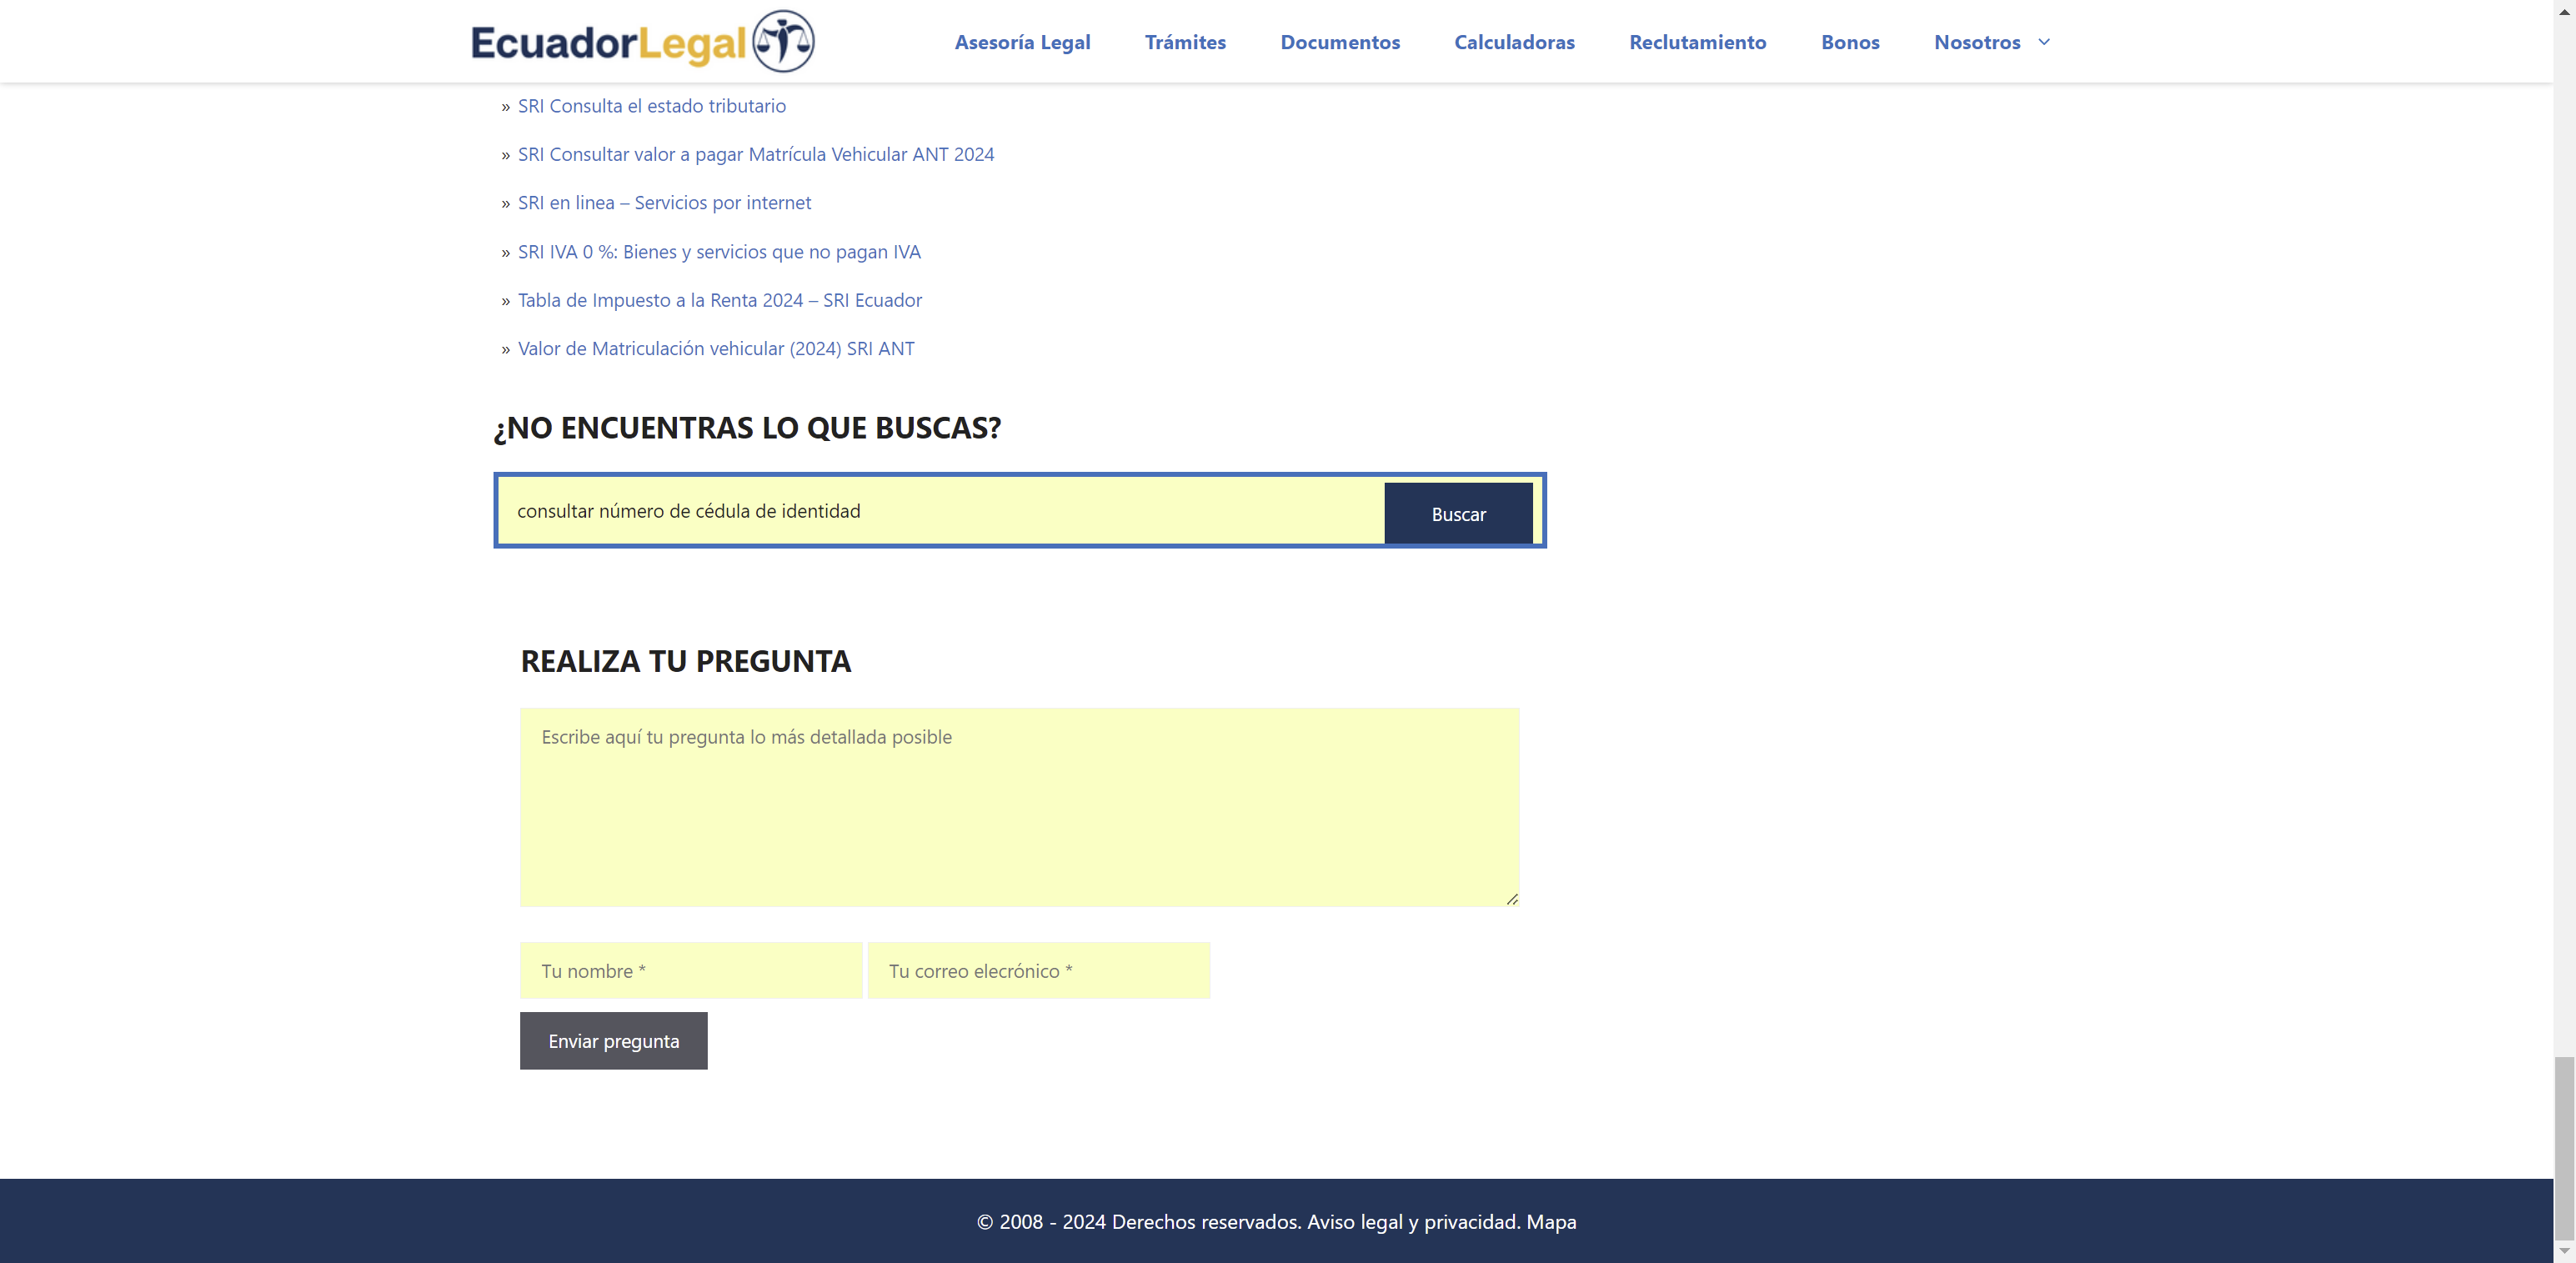 EcuadorLegal
Asesoría Legal Trámites Documentos Calculadoras Reclutamiento Bonos Nosotros
» SRI Consulta el estado tributario
» SRI Consultar valor a pagar Matrícula Vehicular ANT 2024
» SRI en linea – Servicios por internet
» SRI IVA 0 %: Bienes y servicios que no pagan IVA
» Tabla de Impuesto a la Renta 2024 – SRI Ecuador
» Valor de Matriculación vehicular (2024) SRI ANT
¿NO ENCUENTRAS LO QUE BUSCAS?
consultar número de cédula de identidad
Buscar
REALIZA TU PREGUNTA
Escribe aquí tu pregunta lo más detallada posible
Tu nombre * Tu correo elecrónico *
Enviar pregunta
© 2008 - 2024 Derechos reservados. Aviso legal y privacidad. Mapa